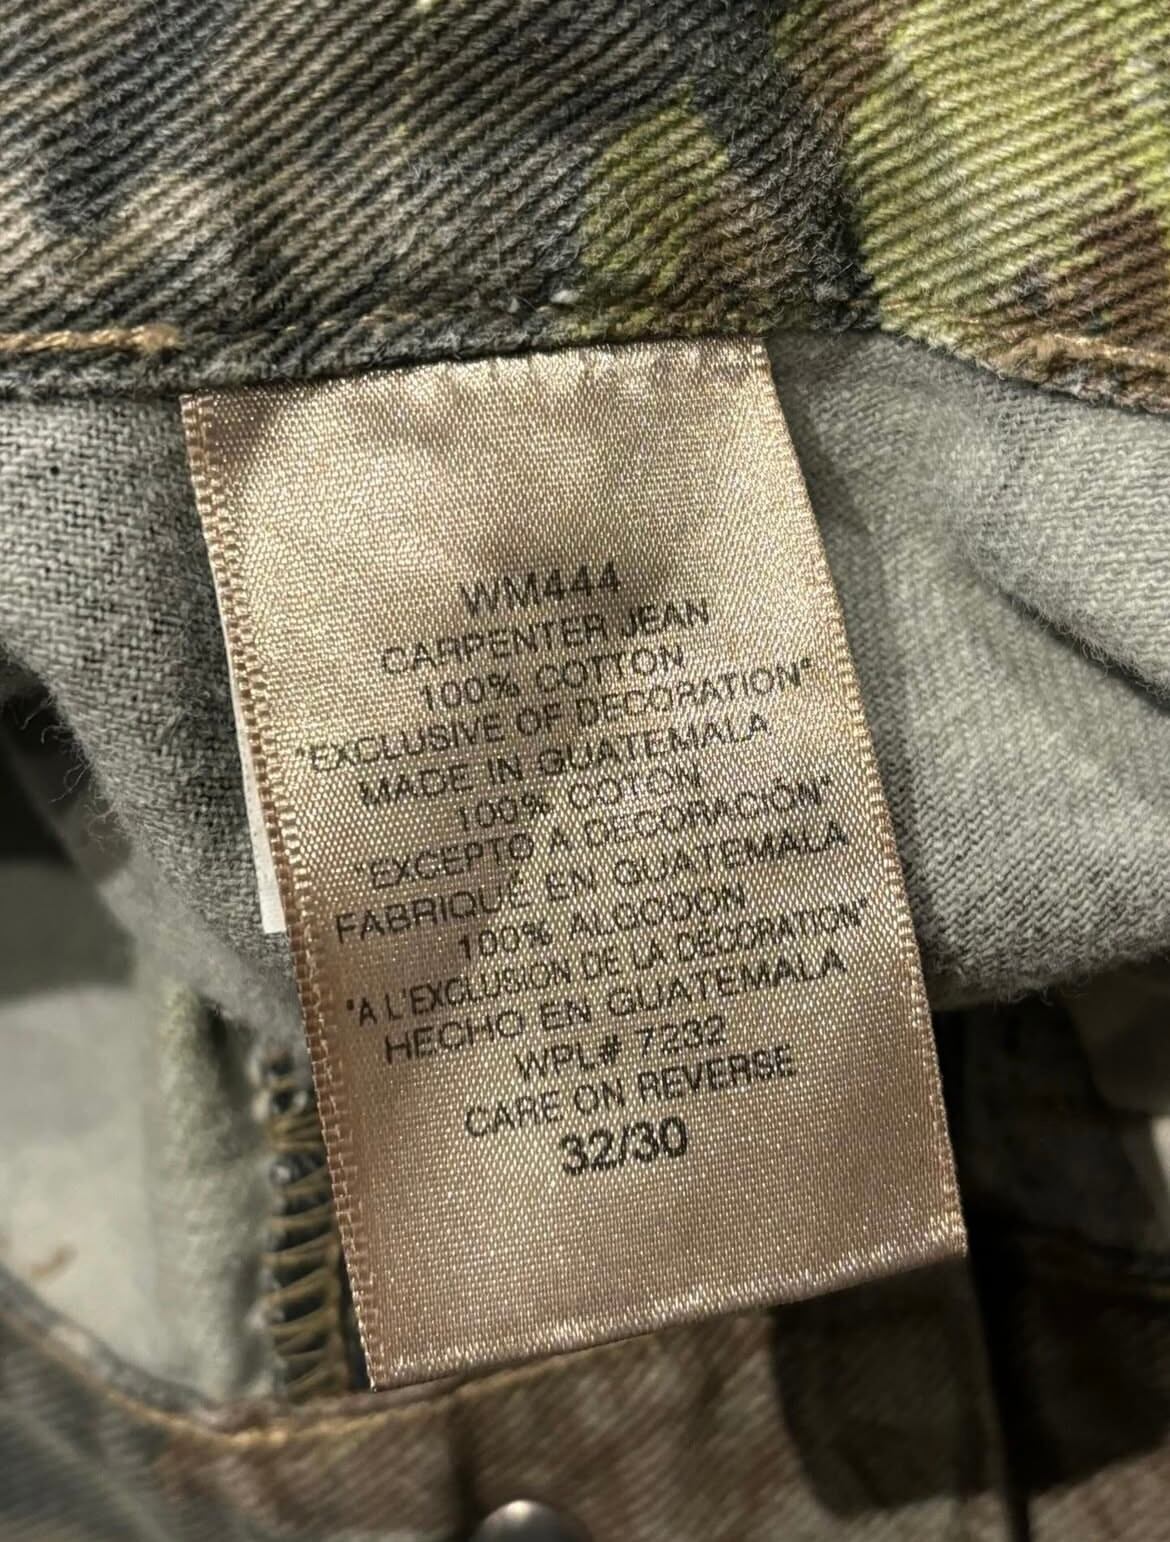 WM444
CARPENTER JEAN
100% COTTON
*EXCLUSIVE OF DECORATION*
MADE IN GUATEMALA
100% COTON
*EXCEPTO A DECORACIÓN*
FABRIQUÉ EN GUATEMALA
100% ALGODON
*A L'EXCLUSION DE LA DÉCORATION*
HECHO EN GUATEMALA
WPL# 7232
CARE ON REVERSE
32/30